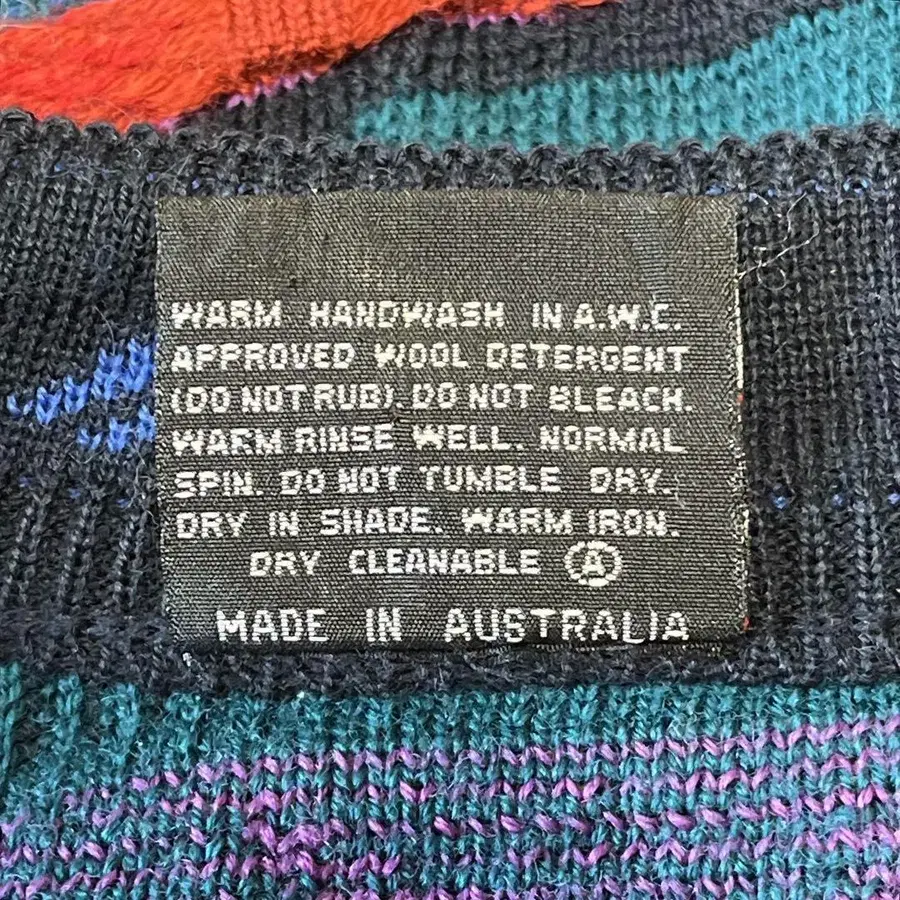 WARM HANDWASH IN A.W.C.
APPROVED WOOL DETERGENT
(DO NOT RUB). DO NOT BLEACH.
WARM RINSE WELL. NORMAL
SPIN. DO NOT TUMBLE DRY.
DRY IN SHADE. WARM IRON.
DRY CLEANABLE Ⓐ
MADE IN AUSTRALIA